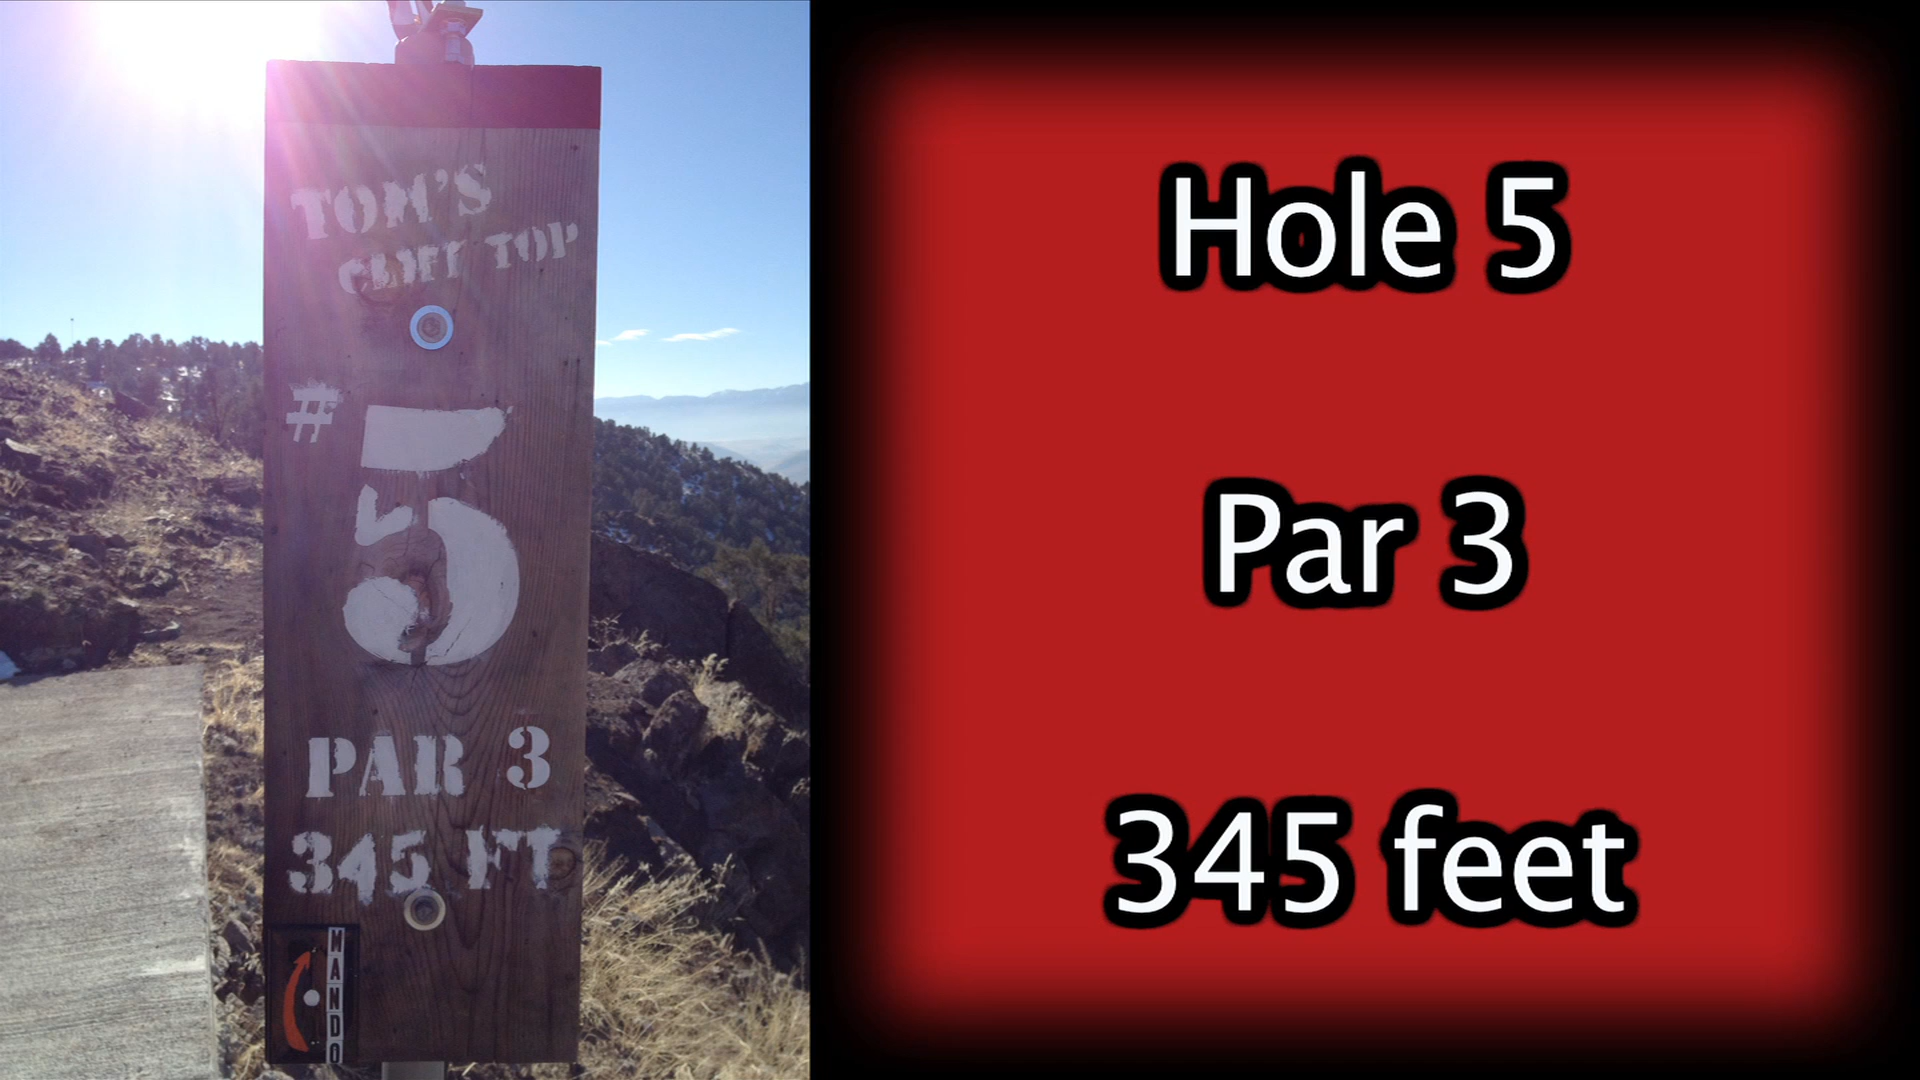 TOM'S
CLIFF TOP
#5
PAR 3
345 FT
MANDO
Hole 5
Par 3
345 feet